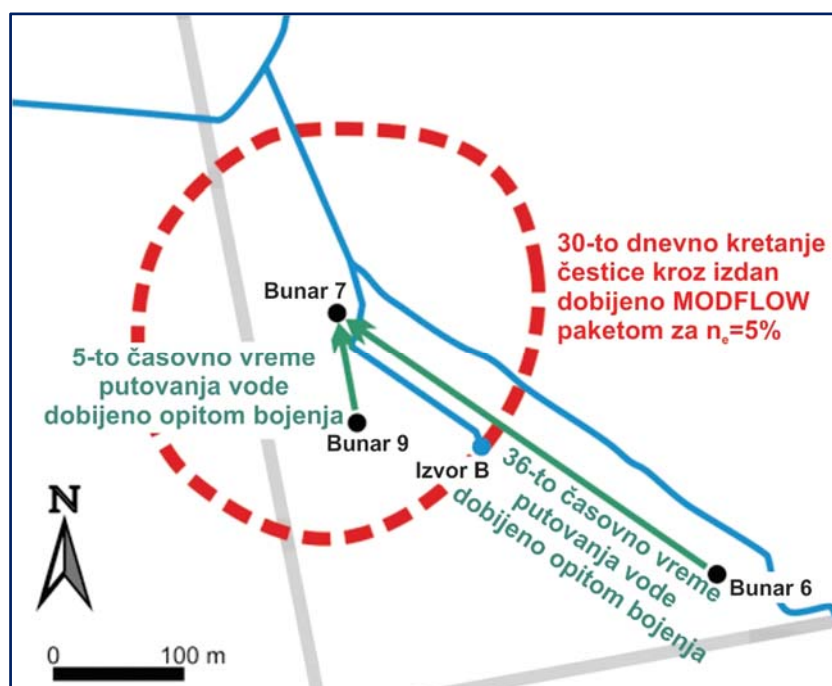 30-to dnevno kretanje
čestice kroz izdan
dobijeno MODFLOW
paketom za nₑ=5%
Bunar 7
5-to časovno vreme
putovanja vode
dobijeno opitom bojenja
Bunar 9
Izvor B
36-to časovno vreme
putovanja vode
dobijeno opitom bojenja
Bunar 6
N
0 100 m